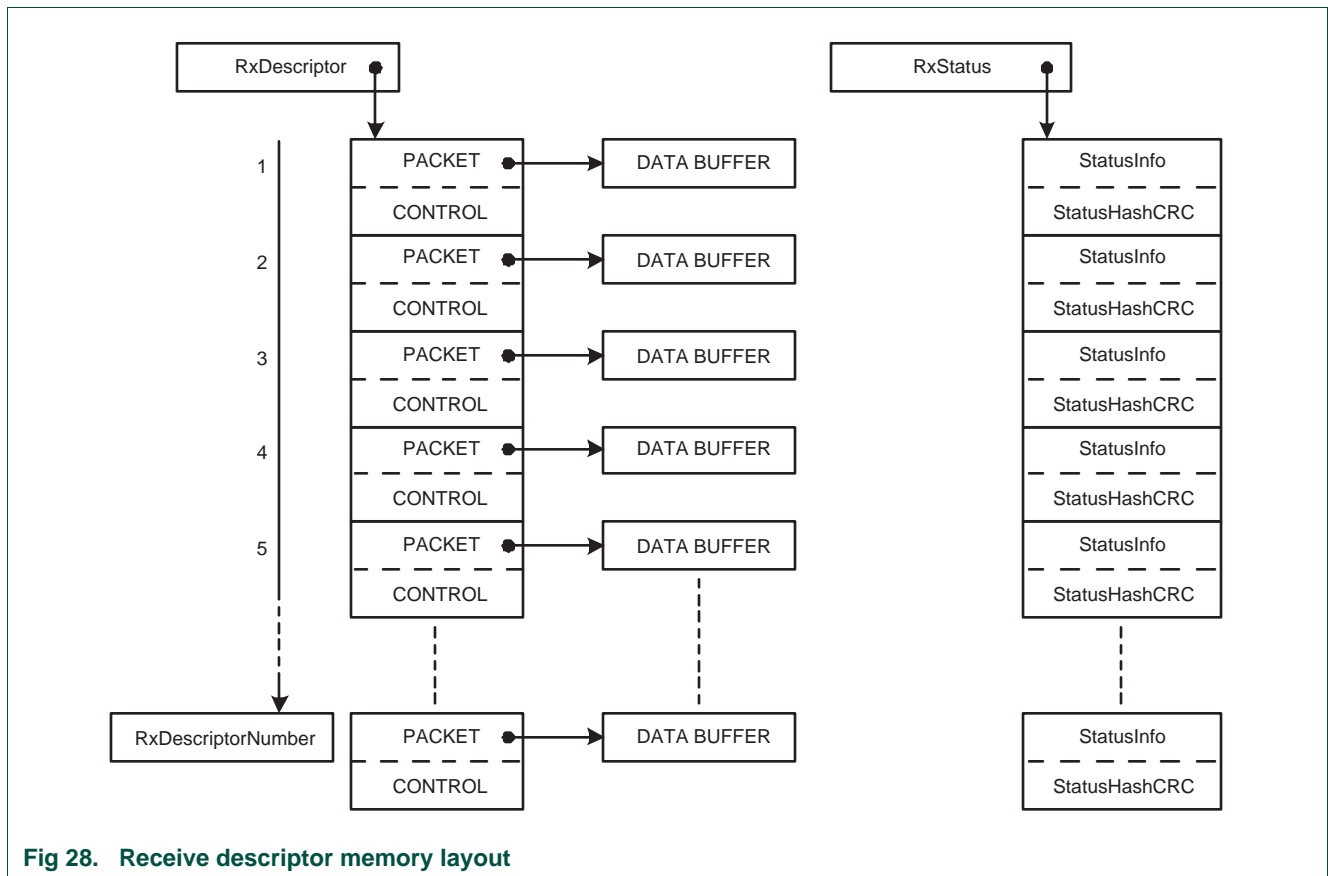 RxDescriptor
RxStatus
1
PACKET
DATA BUFFER
StatusInfo
CONTROL
StatusHashCRC
2
PACKET
DATA BUFFER
StatusInfo
CONTROL
StatusHashCRC
3
PACKET
DATA BUFFER
StatusInfo
CONTROL
StatusHashCRC
4
PACKET
DATA BUFFER
StatusInfo
CONTROL
StatusHashCRC
5
PACKET
DATA BUFFER
StatusInfo
CONTROL
StatusHashCRC
RxDescriptorNumber
PACKET
DATA BUFFER
StatusInfo
CONTROL
StatusHashCRC
Fig 28. Receive descriptor memory layout